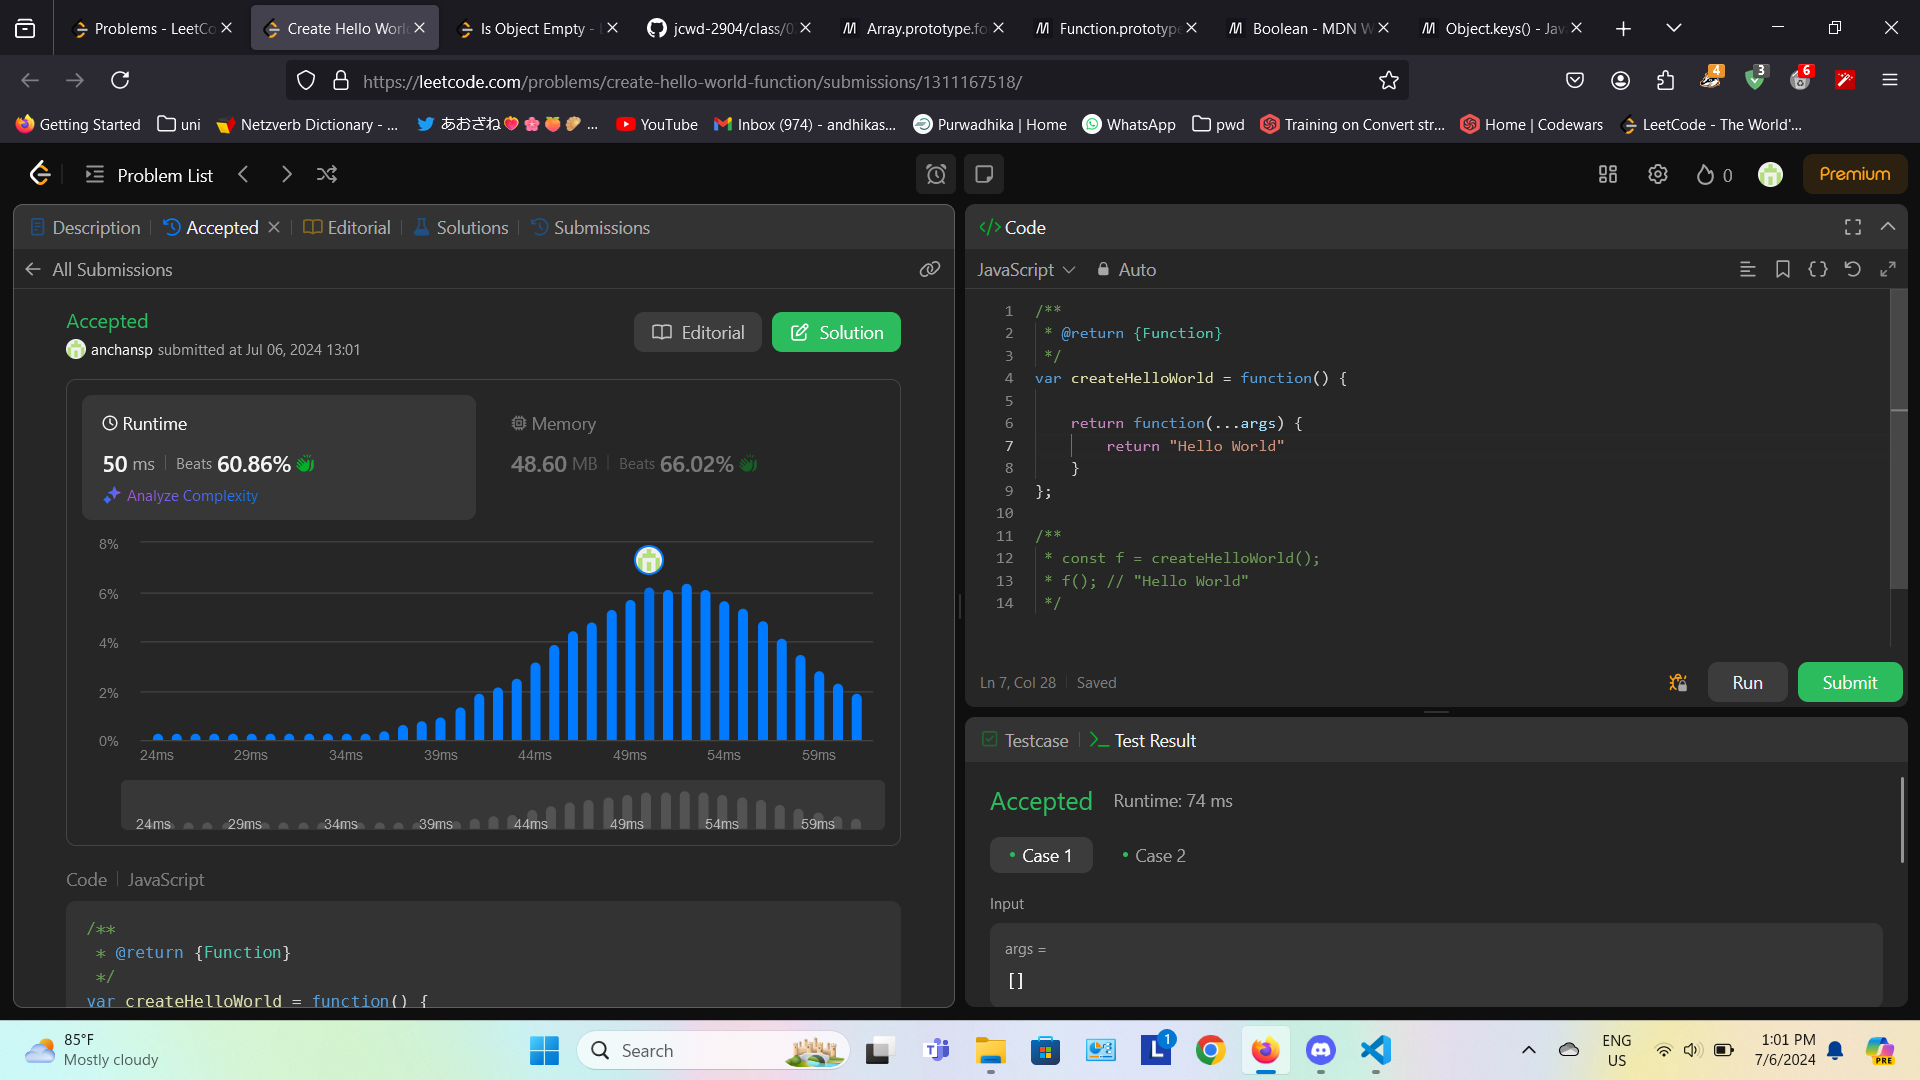 Problems - LeetCo
Create Hello World
Is Object Empty - L
jcwd-2904/class/0
Array.prototype.fo
Function.prototype
Boolean - MDN W
Object.keys() - Jav
https://leetcode.com/problems/create-hello-world-function/submissions/1311167518/
4
3
6
Getting Started
uni
Netzverb Dictionary - ...
あおざね ...
YouTube
Inbox (974) - andhikas...
Purwadhika | Home
WhatsApp
pwd
Training on Convert str...
Home | Codewars
LeetCode - The World'...
Problem List
0
Premium
Description
Accepted
Editorial
Solutions
Submissions
All Submissions
Accepted
anchansp submitted at Jul 06, 2024 13:01
Editorial
Solution
Runtime
50 ms
Beats 60.86%
Analyze Complexity
Memory
48.60 MB
Beats 66.02%
8%
6%
4%
2%
0%
24ms 29ms 34ms 39ms 44ms 49ms 54ms 59ms
24ms 29ms 34ms 39ms 44ms 49ms 54ms 59ms
Code
JavaScript
/**
* @return {Function}
*/
var createHelloWorld = function() {
</> Code
JavaScript
Auto
1 /**
2 * @return {Function}
3 */
4 var createHelloWorld = function() {
5
6 return function(...args) {
7 return "Hello World"
8 }
9 };
10
11 /**
12 * const f = createHelloWorld();
13 * f(); // "Hello World"
14 */
Ln 7, Col 28
Saved
Run
Submit
Testcase
Test Result
Accepted
Runtime: 74 ms
Case 1
Case 2
Input
args =
[]
85°F
Mostly cloudy
Search
1
ENG
US
1:01 PM
7/6/2024
PRE